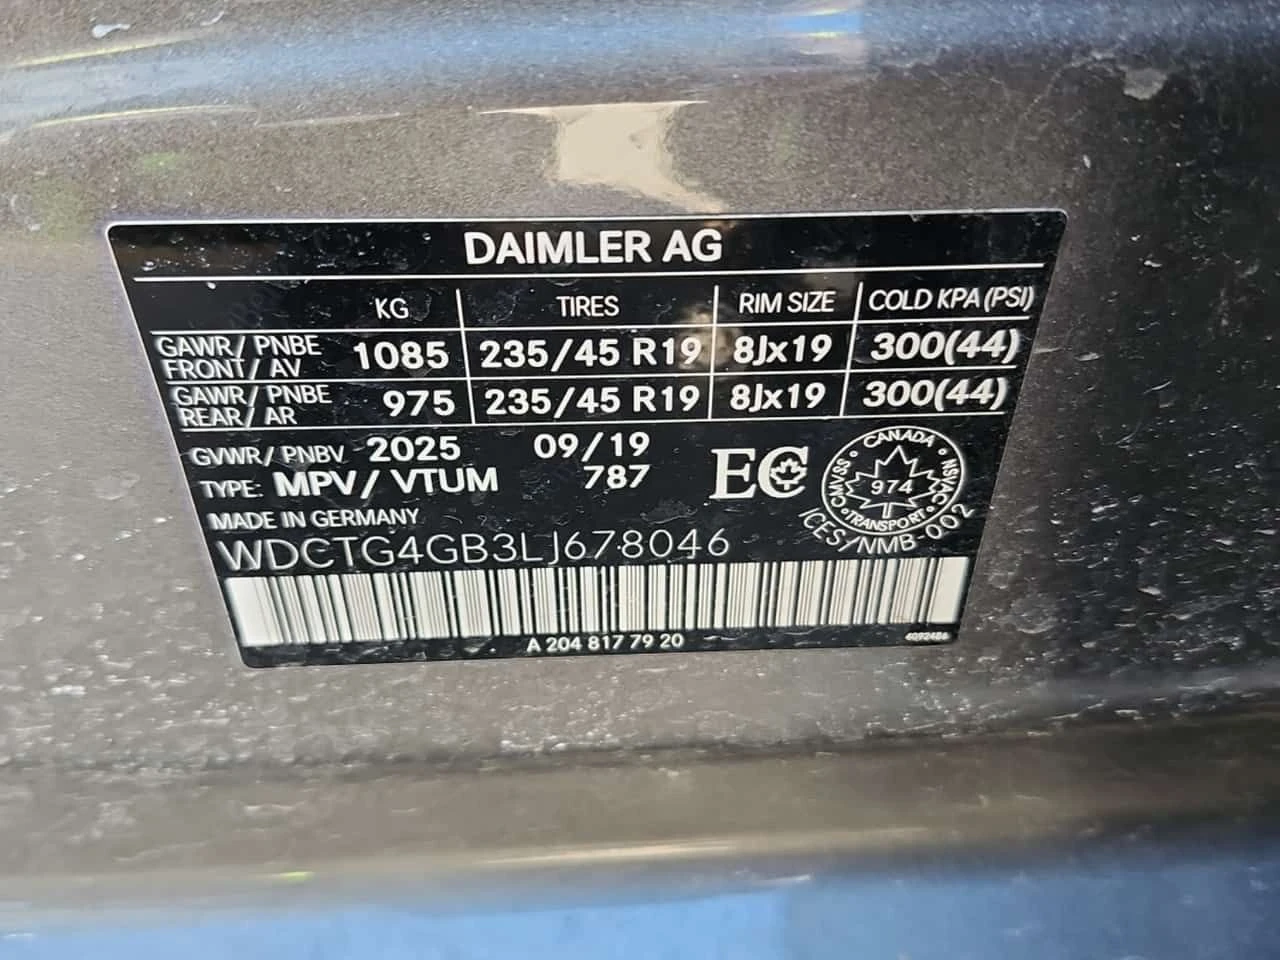 DAIMLER AG
KG TIRES RIM SIZE COLD KPA (PSI)
GAWR/ PNBE FRONT/ AV 1085 235/45 R19 8Jx19 300(44)
GAWR/ PNBE REAR/ AR 975 235/45 R19 8Jx19 300(44)
GVWR/ PNBV 2025 09/19
TYPE: MPV/ VTUM 787
EC
CANADA
CMVSS NSVAC
974
TRANSPORT
ICES/NMB-002
MADE IN GERMANY
WDCTG4GB3LJ678046
A 204 817 79 20
6092486